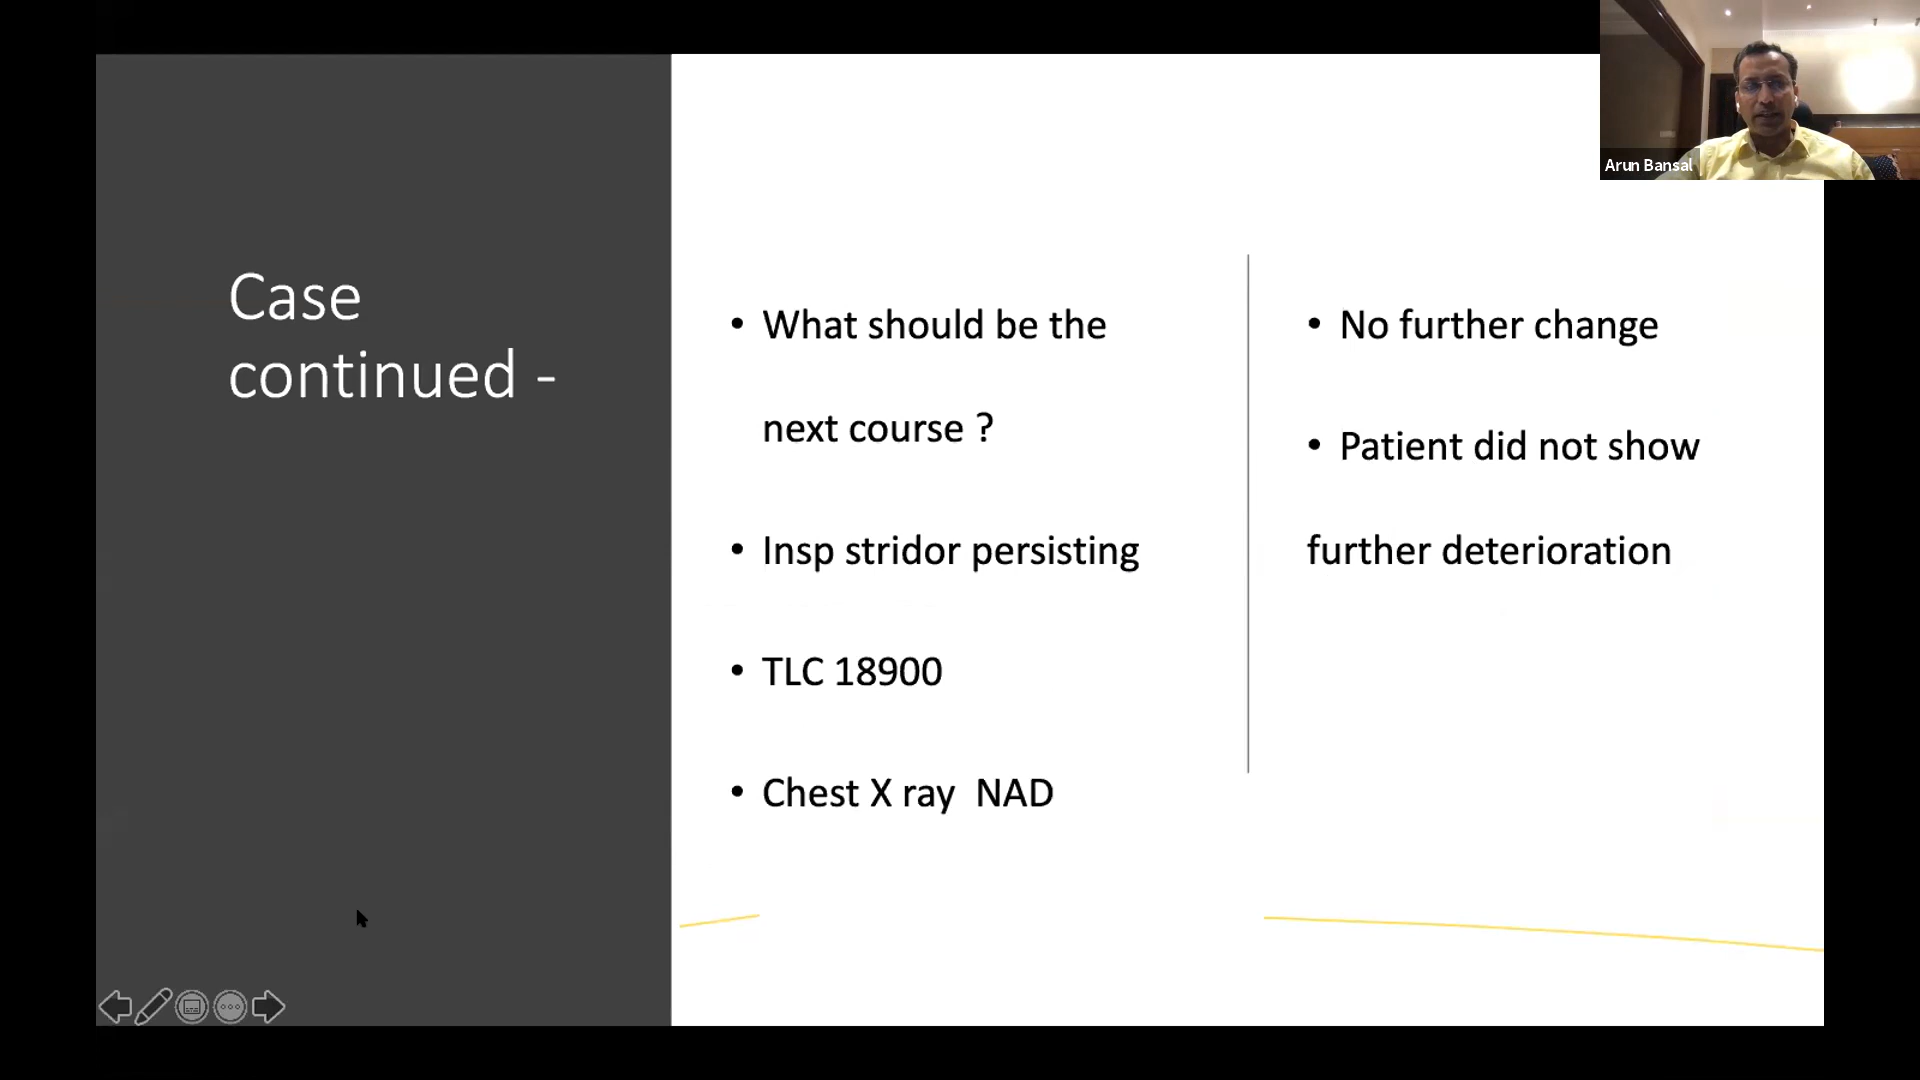 Arun Bansal
Case
continued -
• What should be the
next course ?
• Insp stridor persisting
• TLC 18900
• Chest X ray  NAD
• No further change
• Patient did not show
further deterioration